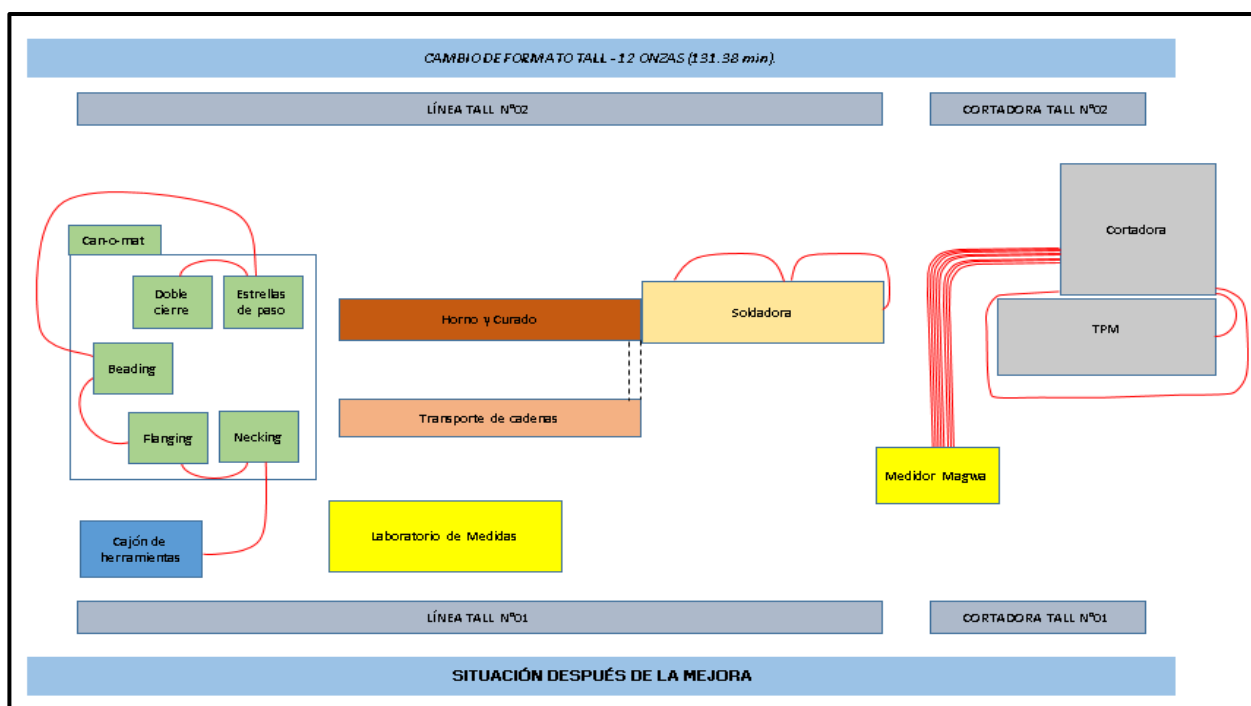 CAMBIO DE FORMATO TALL - 12 ONZAS (131.38 min).
LÍNEA TALL N°02
CORTADORA TALL N°02
Can-o-mat
Doble
cierre
Estrellas
de paso
Beading
Flanging
Necking
Cajón de
herramientas
Horno y Curado
Transporte de cadenas
Laboratorio de Medidas
Soldadora
Cortadora
TPM
Medidor Magwa
LÍNEA TALL N°01
CORTADORA TALL N°01
SITUACIÓN DESPUÉS DE LA MEJORA